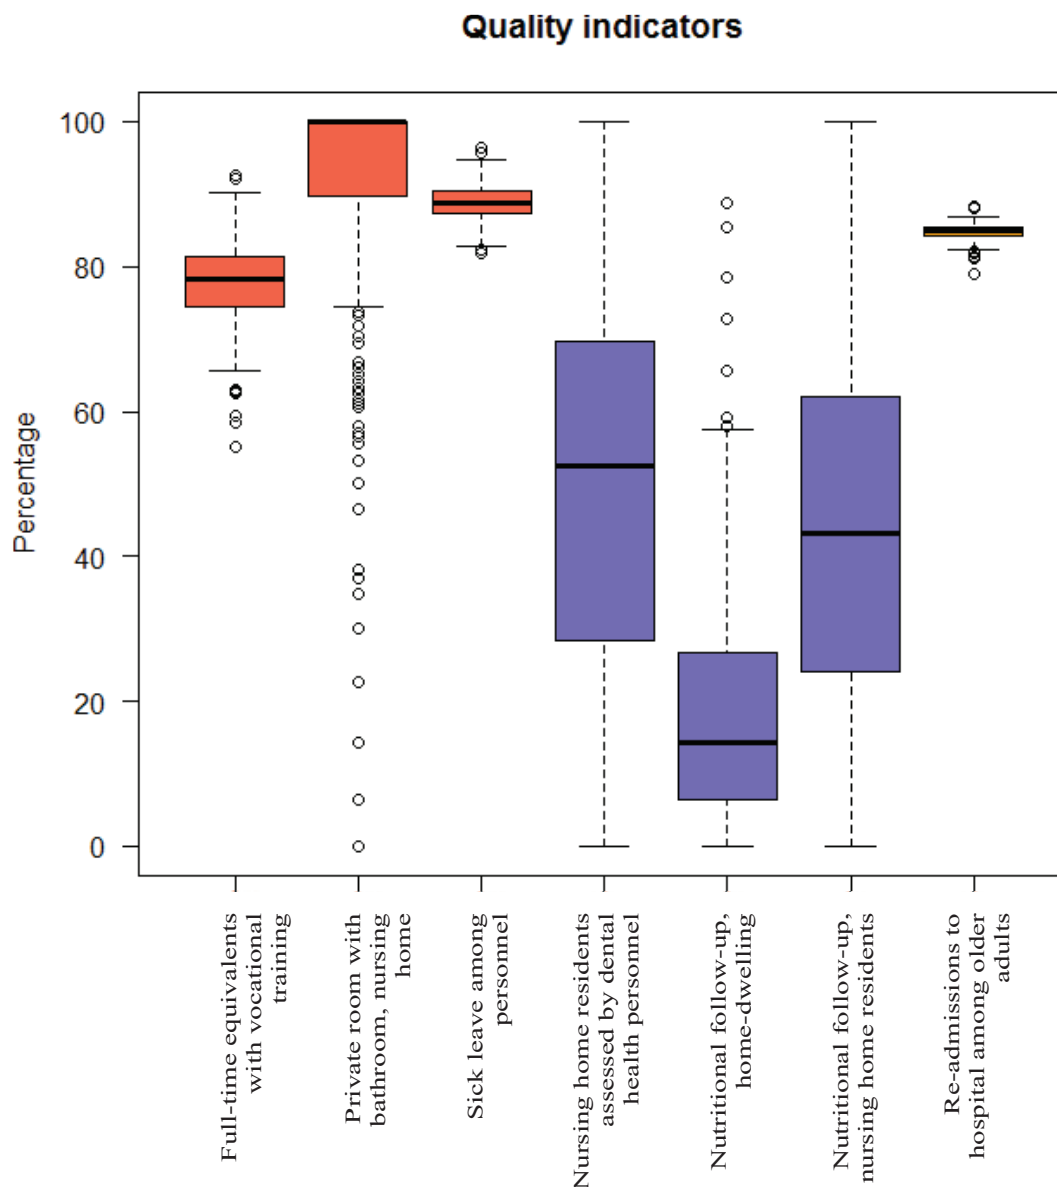 Quality indicators
Percentage
100
80
60
40
20
0
Full-time equivalents
with vocational
training
Private room with
bathroom, nursing
home
Sick leave among
personnel
Nursing home residents
assessed by dental
health personnel
Nutritional follow-up,
home-dwelling
Nutritional follow-up,
nursing home residents
Re-admissions to
hospital among older
adults